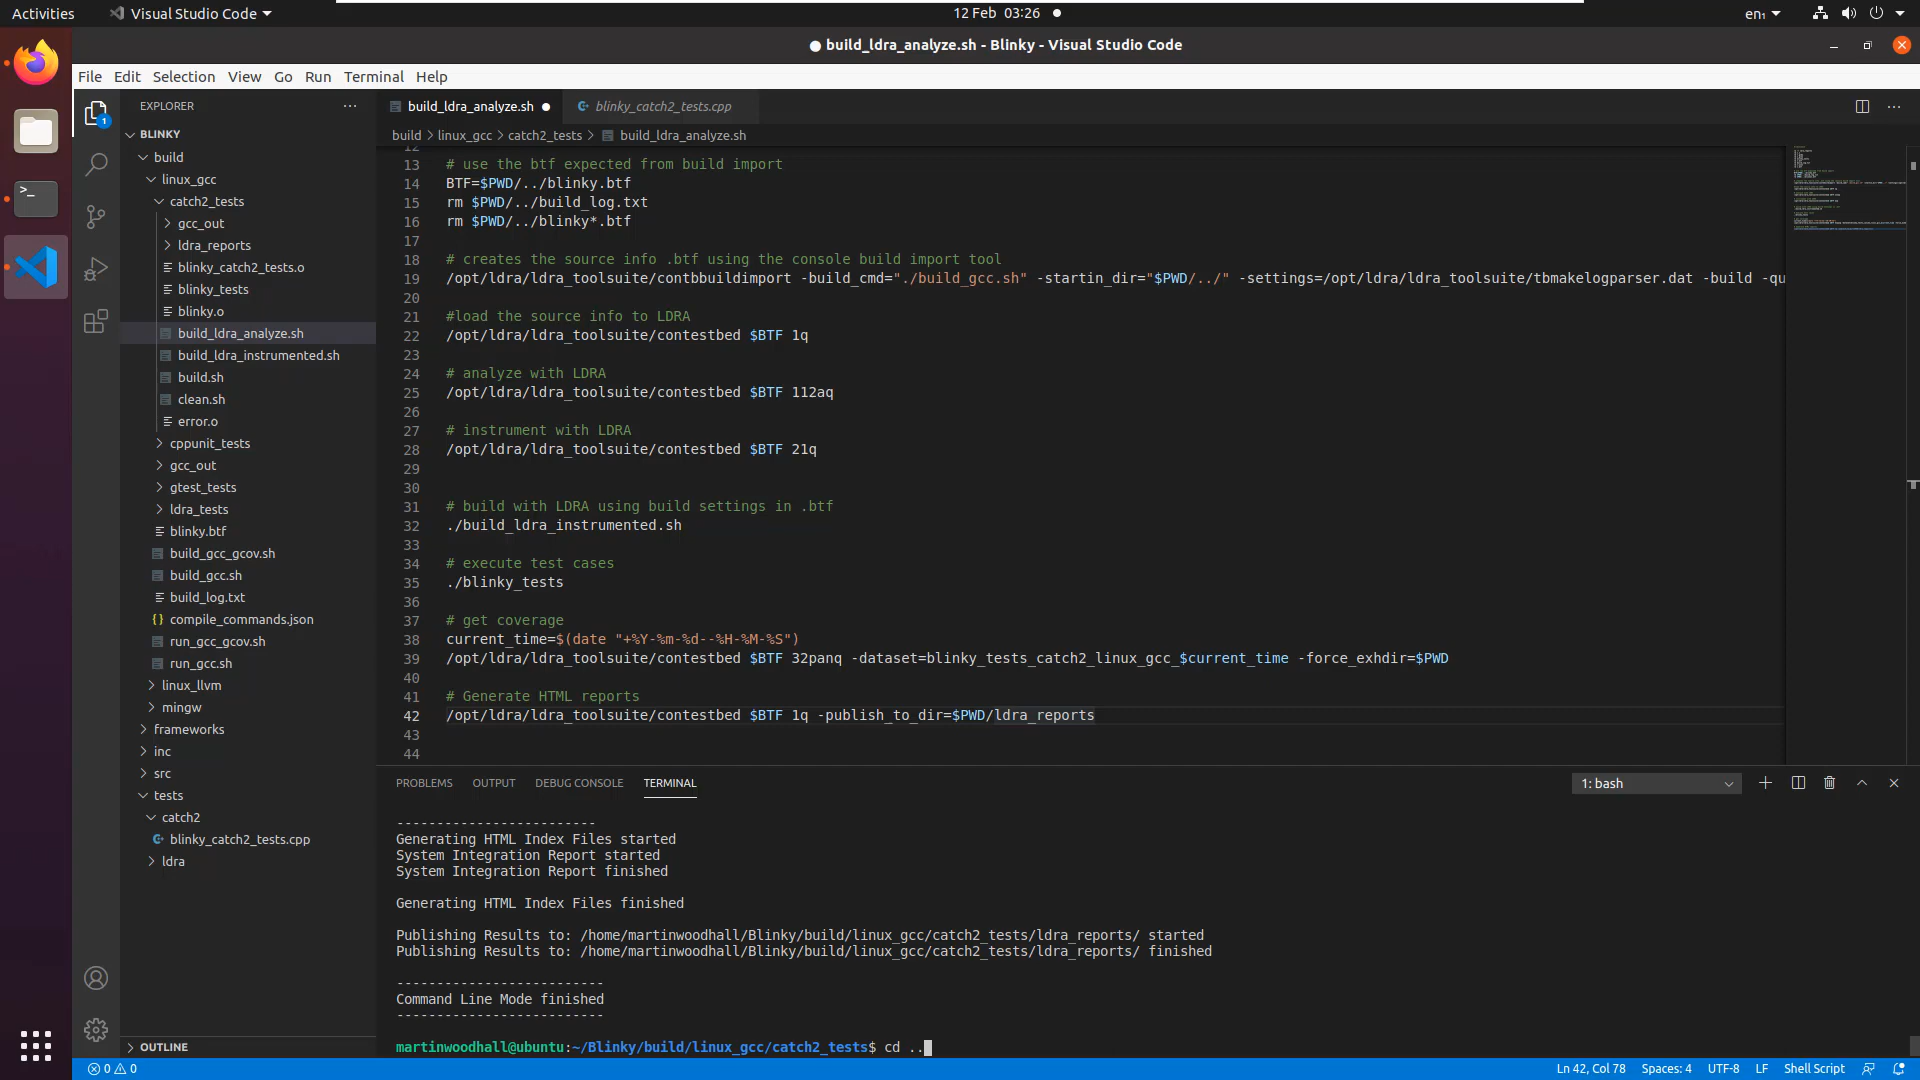 Activities
Visual Studio Code
12 Feb 03:26
en₁
build_ldra_analyze.sh - Blinky - Visual Studio Code
File Edit Selection View Go Run Terminal Help
EXPLORER
BLINKY
build
linux_gcc
catch2_tests
gcc_out
ldra_reports
blinky_catch2_tests.o
blinky_tests
blinky.o
build_ldra_analyze.sh
build_ldra_instrumented.sh
build.sh
clean.sh
error.o
cppunit_tests
gcc_out
gtest_tests
ldra_tests
blinky.btf
build_gcc_gcov.sh
build_gcc.sh
build_log.txt
compile_commands.json
run_gcc_gcov.sh
run_gcc.sh
linux_llvm
mingw
frameworks
inc
src
tests
catch2
blinky_catch2_tests.cpp
ldra
OUTLINE
build_ldra_analyze.sh
blinky_catch2_tests.cpp
build > linux_gcc > catch2_tests > build_ldra_analyze.sh
12
13 # use the btf expected from build import
14 BTF=$PWD/../blinky.btf
15 rm $PWD/../build_log.txt
16 rm $PWD/../blinky*.btf
17
18 # creates the source info .btf using the console build import tool
19 /opt/ldra/ldra_toolsuite/contbbuildimport -build_cmd="./build_gcc.sh" -startin_dir="$PWD/../" -settings=/opt/ldra/ldra_toolsuite/tbmakelogparser.dat -build -qu
20
21 #load the source info to LDRA
22 /opt/ldra/ldra_toolsuite/contestbed $BTF 1q
23
24 # analyze with LDRA
25 /opt/ldra/ldra_toolsuite/contestbed $BTF 112aq
26
27 # instrument with LDRA
28 /opt/ldra/ldra_toolsuite/contestbed $BTF 21q
29
30
31 # build with LDRA using build settings in .btf
32 ./build_ldra_instrumented.sh
33
34 # execute test cases
35 ./blinky_tests
36
37 # get coverage
38 current_time=$(date "+%Y-%m-%d--%H-%M-%S")
39 /opt/ldra/ldra_toolsuite/contestbed $BTF 32panq -dataset=blinky_tests_catch2_linux_gcc_$current_time -force_exhdir=$PWD
40
41 # Generate HTML reports
42 /opt/ldra/ldra_toolsuite/contestbed $BTF 1q -publish_to_dir=$PWD/ldra_reports
43
44
PROBLEMS OUTPUT DEBUG CONSOLE TERMINAL
1: bash
-------------------------
Generating HTML Index Files started
System Integration Report started
System Integration Report finished
Generating HTML Index Files finished
Publishing Results to: /home/martinwoodhall/Blinky/build/linux_gcc/catch2_tests/ldra_reports/ started
Publishing Results to: /home/martinwoodhall/Blinky/build/linux_gcc/catch2_tests/ldra_reports/ finished
--------------------------
Command Line Mode finished
--------------------------
martinwoodhall@ubuntu:~/Blinky/build/linux_gcc/catch2_tests$ cd ..
0 0
Ln 42, Col 78 Spaces: 4 UTF-8 LF Shell Script